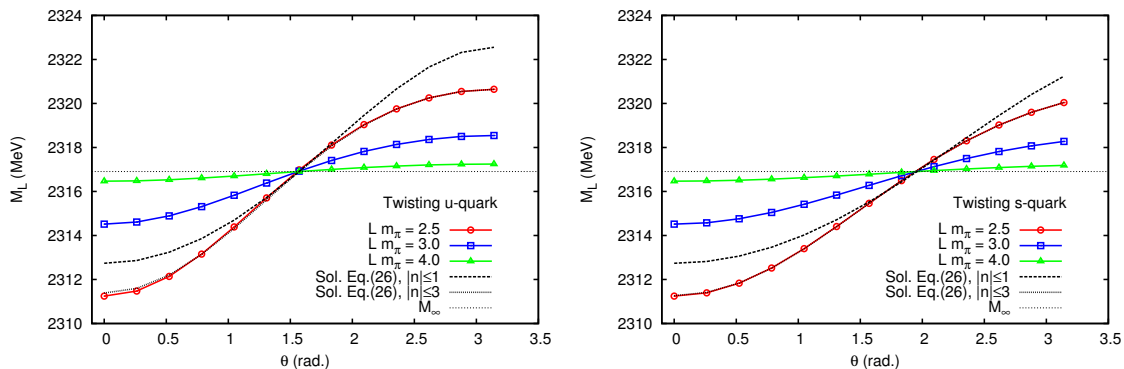 2324
2322
2320
2318
2316
2314
2312
2310
M_L (MeV)
Twisting u-quark
L m_π = 2.5
L m_π = 3.0
L m_π = 4.0
Sol. Eq.(26), |n|≤1
Sol. Eq.(26), |n|≤3
M_∞
0 0.5 1 1.5 2 2.5 3 3.5
θ (rad.)
2324
2322
2320
2318
2316
2314
2312
2310
M_L (MeV)
Twisting s-quark
L m_π = 2.5
L m_π = 3.0
L m_π = 4.0
Sol. Eq.(26), |n|≤1
Sol. Eq.(26), |n|≤3
M_∞
0 0.5 1 1.5 2 2.5 3 3.5
θ (rad.)